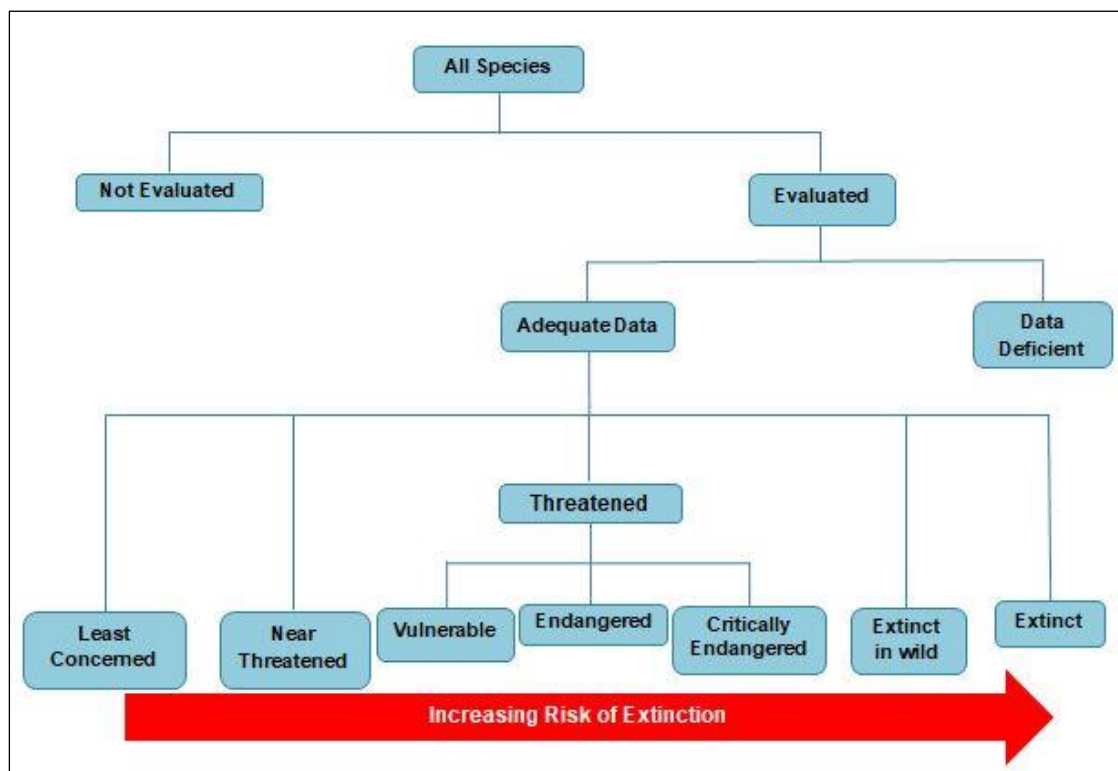 All Species
Not Evaluated
Evaluated
Adequate Data
Data
Deficient
Threatened
Least
Concerned
Near
Threatened
Vulnerable
Endangered
Critically
Endangered
Extinct
in wild
Extinct
Increasing Risk of Extinction